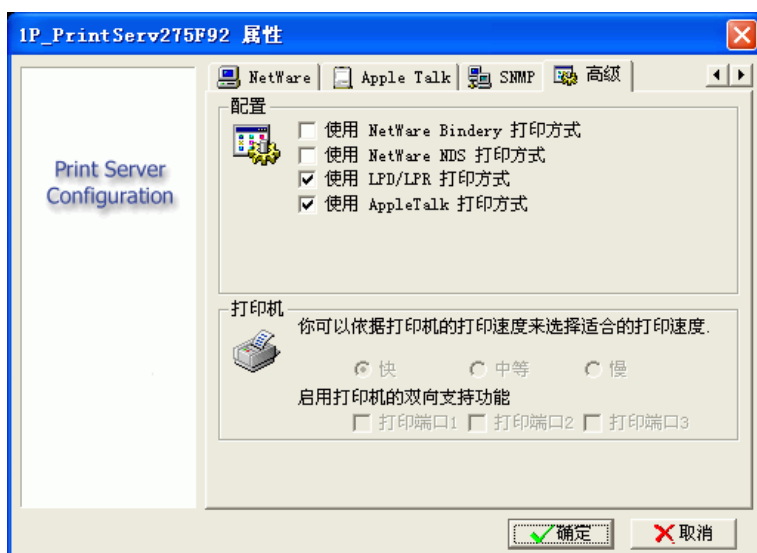 1P_PrintServ275F92 属性
NetWare
Apple Talk
SNMP
高级
Print Server
Configuration
配置
使用 NetWare Bindery 打印方式
使用 NetWare NDS 打印方式
使用 LPD/LPR 打印方式
使用 AppleTalk 打印方式
打印机
你可以依据打印机的打印速度来选择适合的打印速度.
快 中等 慢
启用打印机的双向支持功能
打印端口1 打印端口2 打印端口3
确定 取消